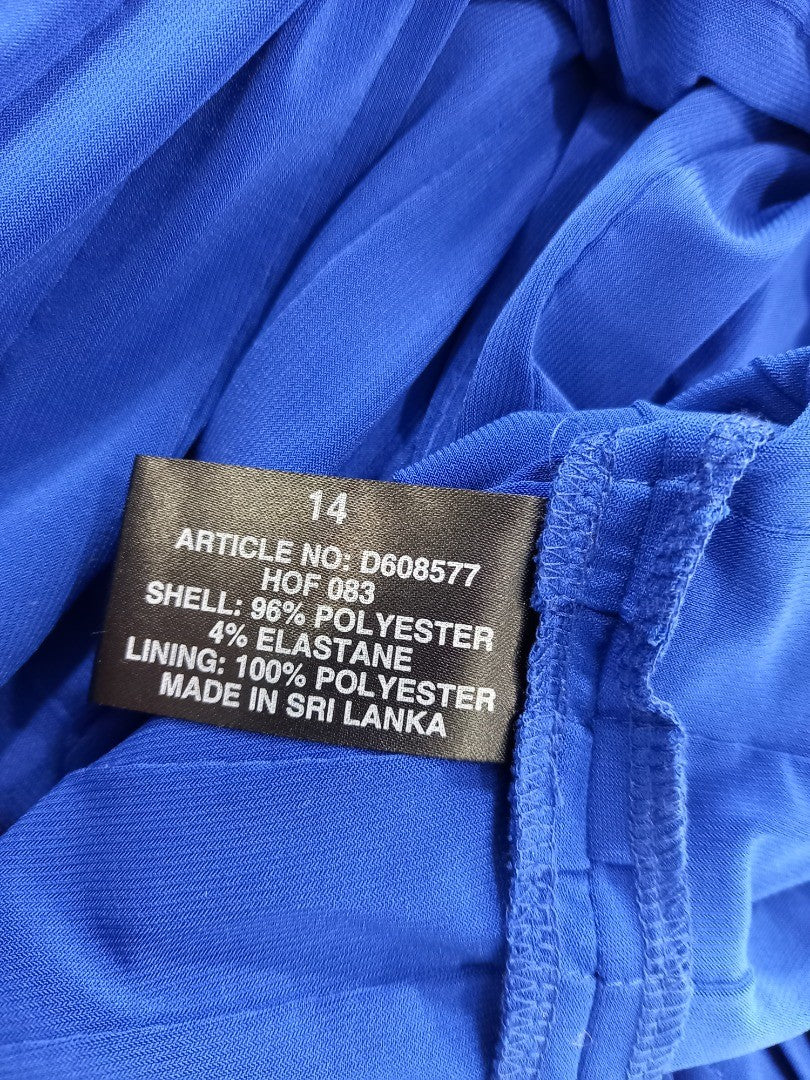 14
ARTICLE NO: D608577
HOF 083
SHELL: 96% POLYESTER
4% ELASTANE
LINING: 100% POLYESTER
MADE IN SRI LANKA